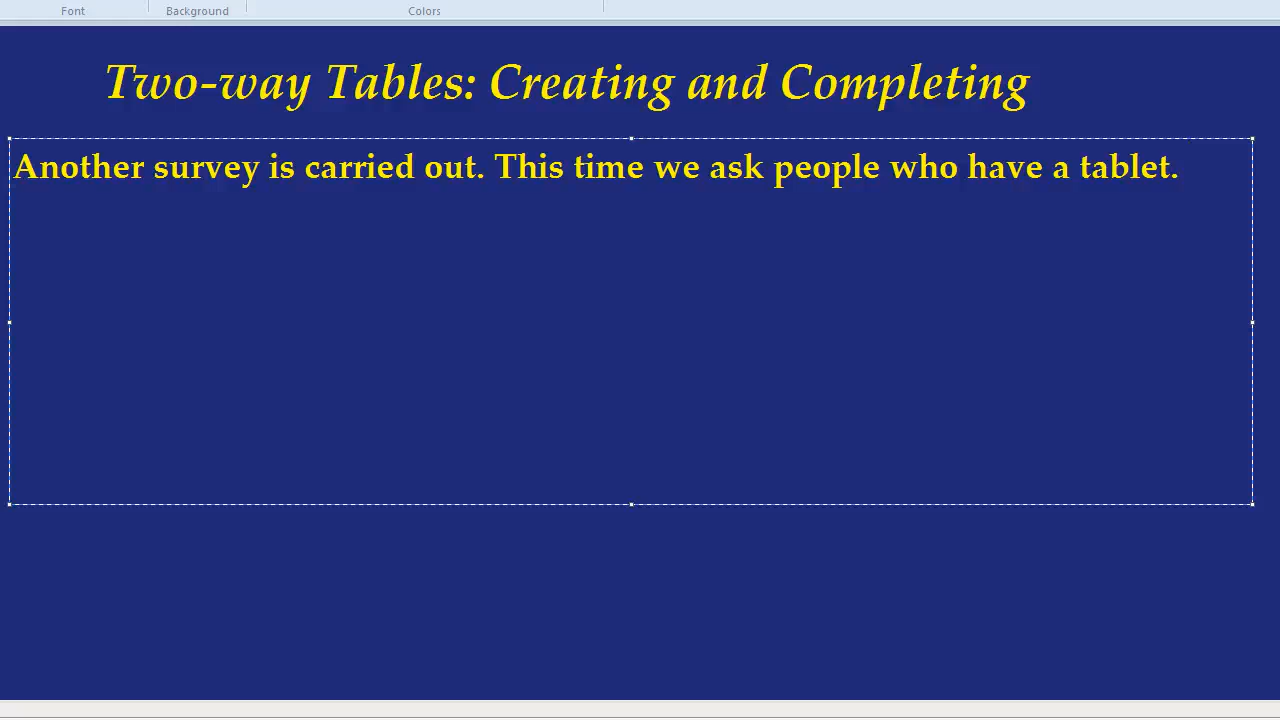 Font Background Colors
Two-way Tables: Creating and Completing
Another survey is carried out. This time we ask people who have a tablet.